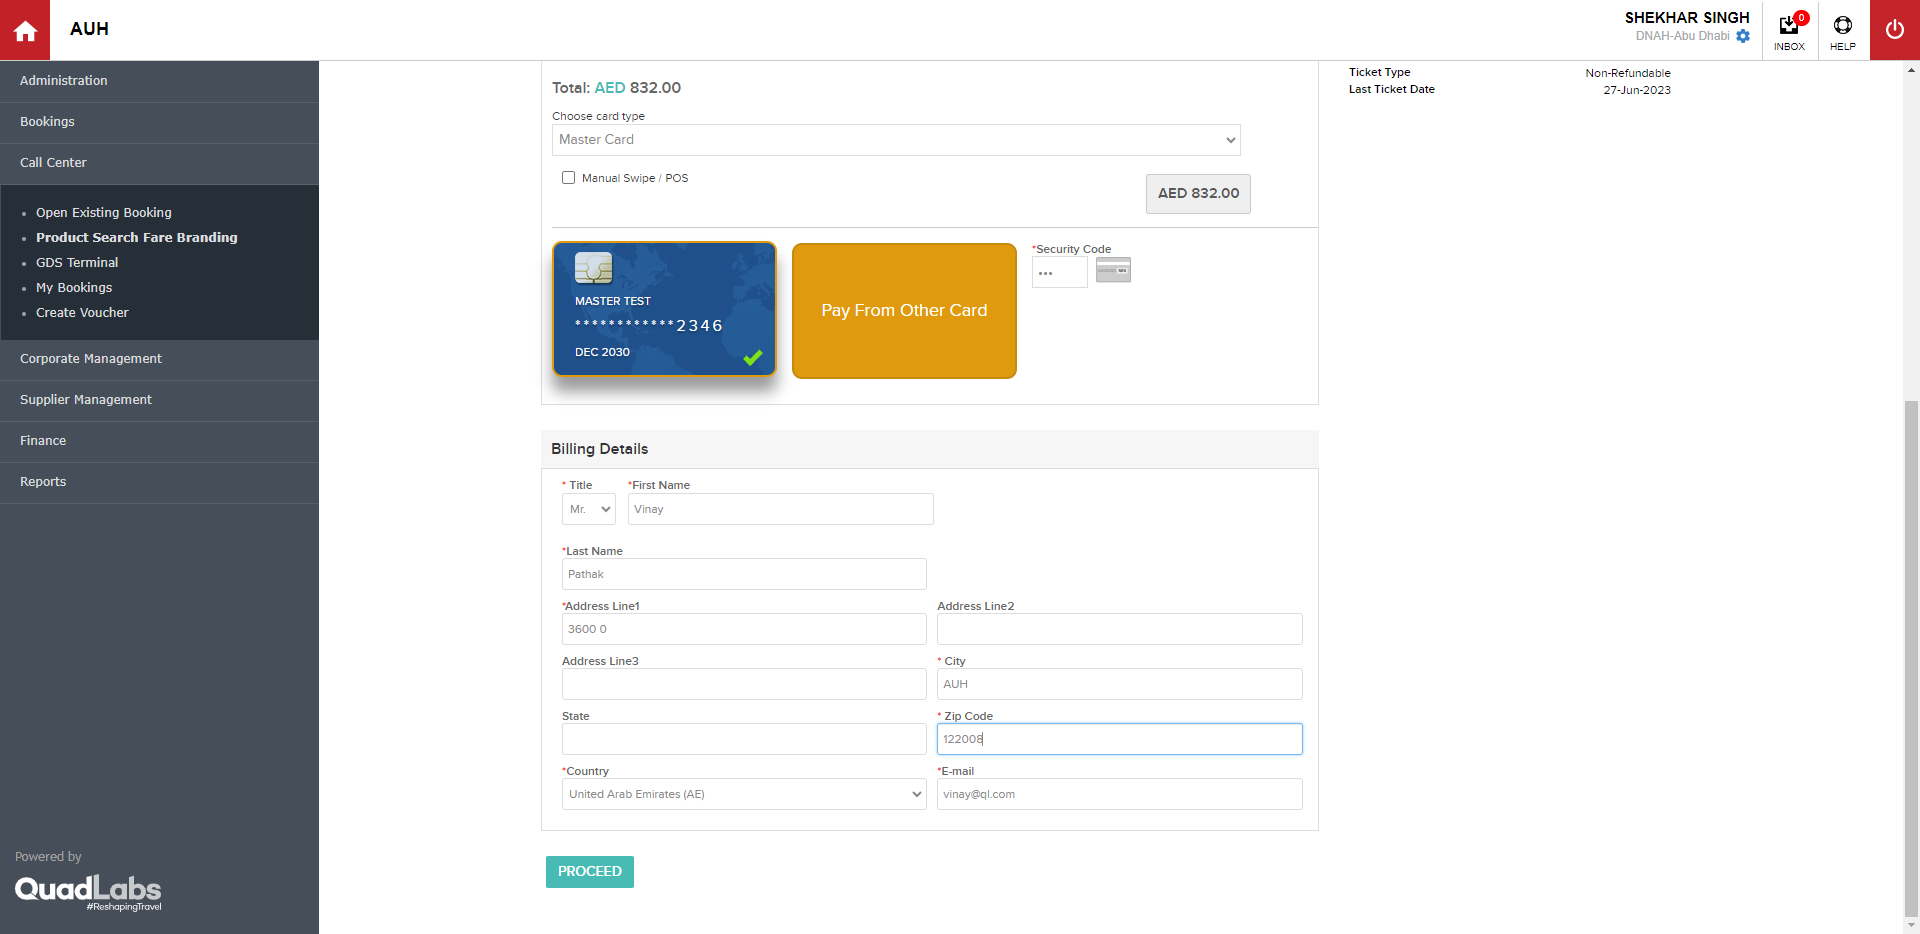 AUH
SHEKHAR SINGH
DNAH-Abu Dhabi
0
INBOX
HELP
Administration
Bookings
Call Center
Open Existing Booking
Product Search Fare Branding
GDS Terminal
My Bookings
Create Voucher
Corporate Management
Supplier Management
Finance
Reports
Powered by
QuadLabs
#ReshapingTravel
Total: AED 832.00
Choose card type
Master Card
Manual Swipe / POS
AED 832.00
MASTER TEST
************2346
DEC 2030
Pay From Other Card
*Security Code
•••
Ticket Type Non-Refundable
Last Ticket Date 27-Jun-2023
Billing Details
* Title *First Name
Mr. Vinay
*Last Name
Pathak
*Address Line1 Address Line2
3600 0
Address Line3 * City
AUH
State * Zip Code
122008
*Country *E-mail
United Arab Emirates (AE) vinay@ql.com
PROCEED